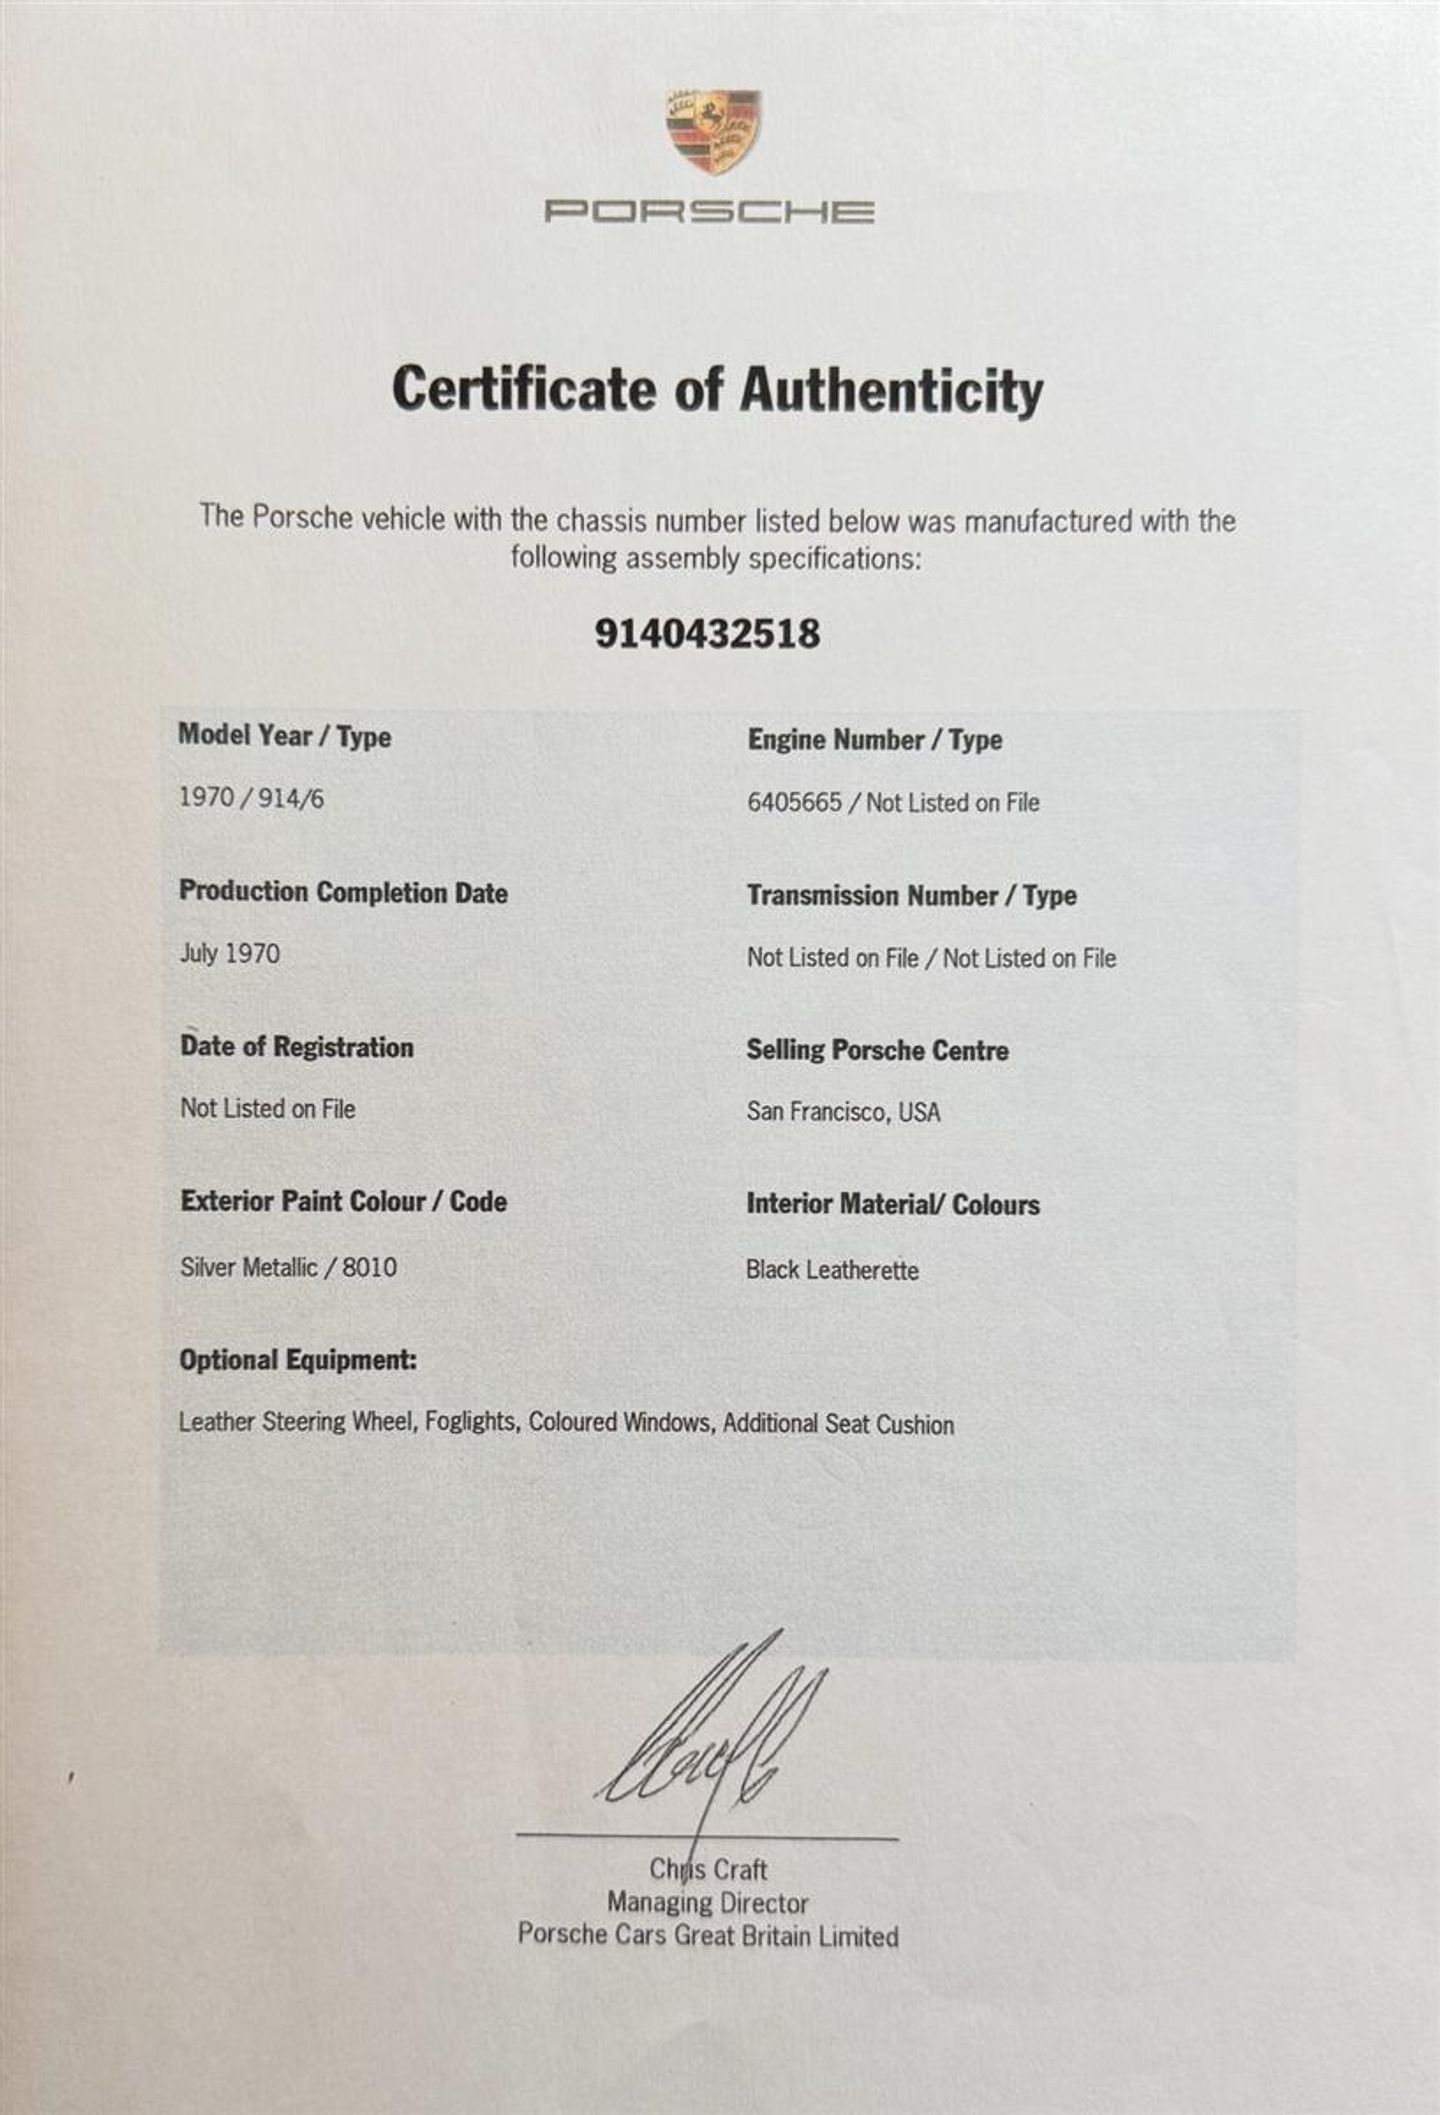 PORSCHE
Certificate of Authenticity
The Porsche vehicle with the chassis number listed below was manufactured with the
following assembly specifications:
9140432518
Model Year / Type
1970 / 914/6
Engine Number / Type
6405665 / Not Listed on File
Production Completion Date
July 1970
Transmission Number / Type
Not Listed on File / Not Listed on File
Date of Registration
Not Listed on File
Selling Porsche Centre
San Francisco, USA
Exterior Paint Colour / Code
Silver Metallic / 8010
Interior Material/ Colours
Black Leatherette
Optional Equipment:
Leather Steering Wheel, Foglights, Coloured Windows, Additional Seat Cushion
Chris Craft
Managing Director
Porsche Cars Great Britain Limited